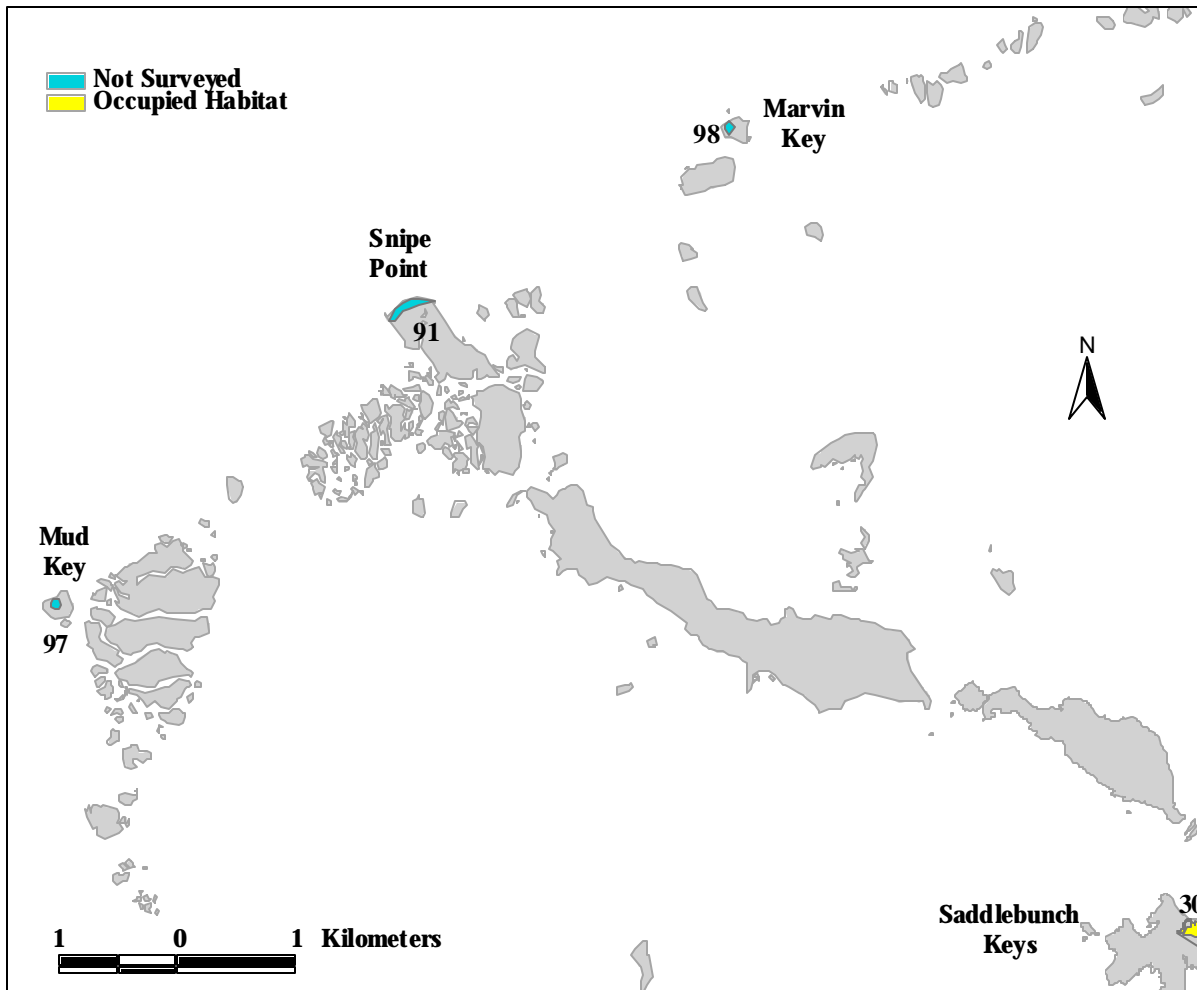 Not Surveyed
Occupied Habitat
Marvin
Key
98
Snipe
Point
91
N
Mud
Key
97
30
Saddlebunch
Keys
1 0 1 Kilometers